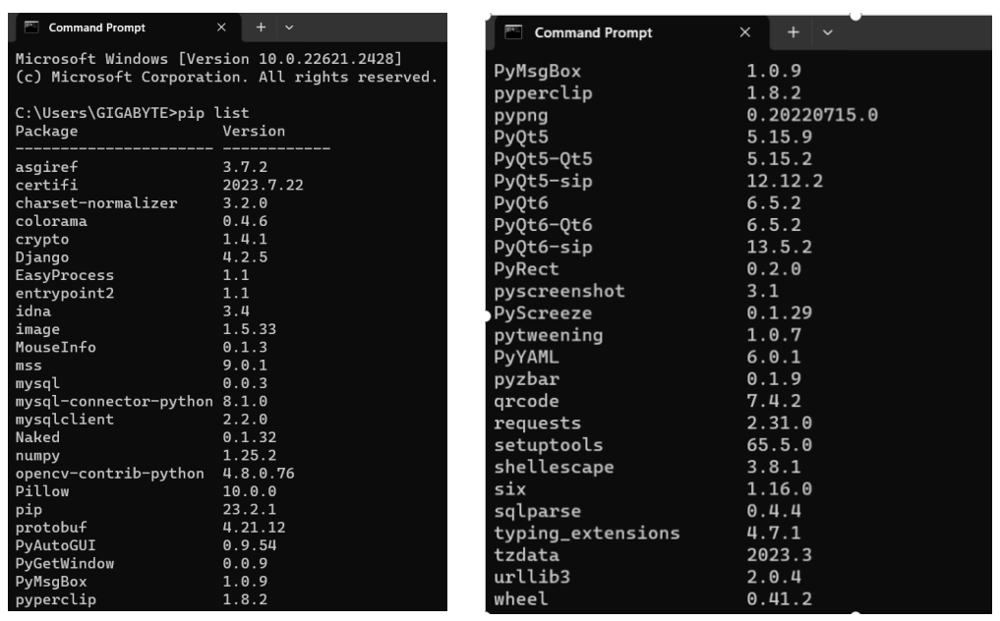 Command Prompt
Microsoft Windows [Version 10.0.22621.2428]
(c) Microsoft Corporation. All rights reserved.
C:\Users\GIGABYTE>pip list
Package Version
---------------------- ------------
asgiref 3.7.2
certifi 2023.7.22
charset-normalizer 3.2.0
colorama 0.4.6
crypto 1.4.1
Django 4.2.5
EasyProcess 1.1
entrypoint2 1.1
idna 3.4
image 1.5.33
MouseInfo 0.1.3
mss 9.0.1
mysql 0.0.3
mysql-connector-python 8.1.0
mysqlclient 2.2.0
Naked 0.1.32
numpy 1.25.2
opencv-contrib-python 4.8.0.76
Pillow 10.0.0
pip 23.2.1
protobuf 4.21.12
PyAutoGUI 0.9.54
PyGetWindow 0.0.9
PyMsgBox 1.0.9
pyperclip 1.8.2
Command Prompt
PyMsgBox 1.0.9
pyperclip 1.8.2
pypng 0.20220715.0
PyQt5 5.15.9
PyQt5-Qt5 5.15.2
PyQt5-sip 12.12.2
PyQt6 6.5.2
PyQt6-Qt6 6.5.2
PyQt6-sip 13.5.2
PyRect 0.2.0
pyscreenshot 3.1
PyScreeze 0.1.29
pytweening 1.0.7
PyYAML 6.0.1
pyzbar 0.1.9
qrcode 7.4.2
requests 2.31.0
setuptools 65.5.0
shellescape 3.8.1
six 1.16.0
sqlparse 0.4.4
typing_extensions 4.7.1
tzdata 2023.3
urllib3 2.0.4
wheel 0.41.2